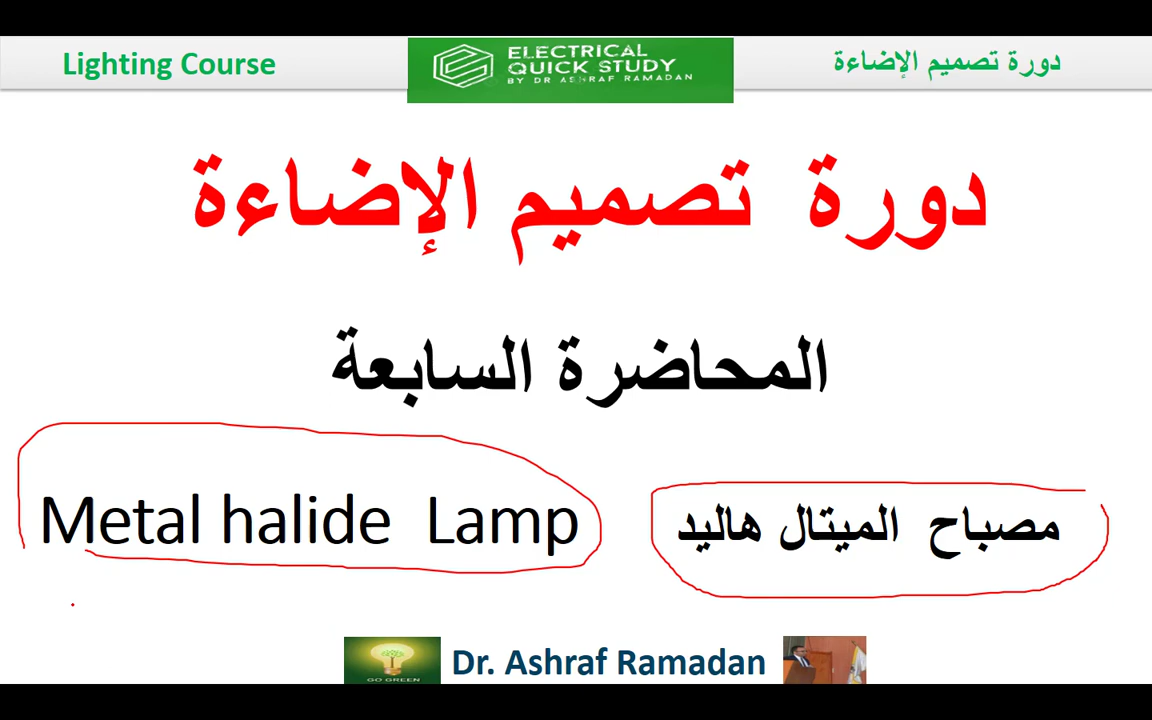 Lighting Course
ELECTRICAL
QUICK STUDY
BY DR ASHRAF RAMADAN
دورة تصميم الإضاءة
دورة تصميم الإضاءة
المحاضرة السابعة
Metal halide Lamp
مصباح الميتال هاليد
GO GREEN
Dr. Ashraf Ramadan